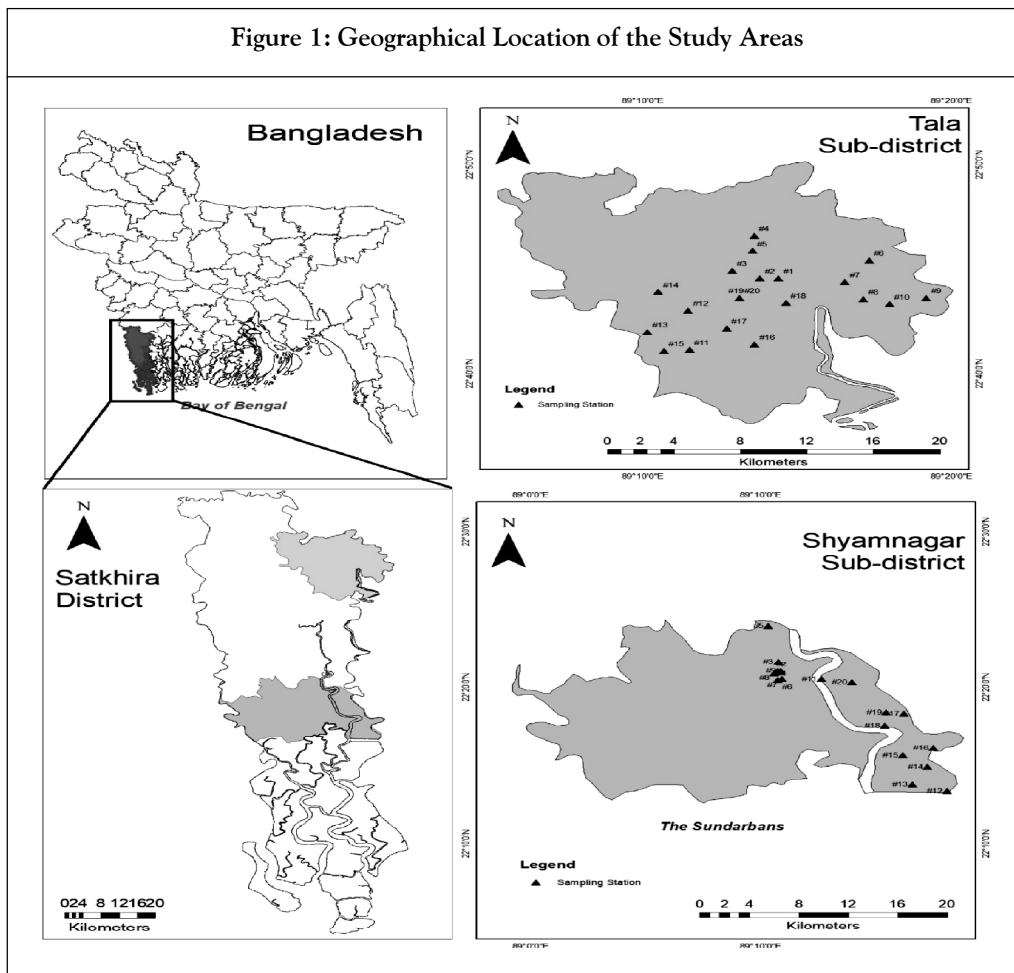 Figure 1: Geographical Location of the Study Areas
Bangladesh
Bay of Bengal
89°10'0"E
89°20'0"E
N
Tala
Sub-district
22°50'0"N
22°40'0"N
#4
#5
#6
#3
#2
#1
#7
#14
#19#20
#18
#8
#10
#9
#12
#13
#17
#15
#11
#16
Legend
Sampling Station
0 2 4 8 12 16 20
Kilometers
89°10'0"E
89°20'0"E
N
Satkhira
District
22°30'0"N
22°20'0"N
22°10'0"N
024 8 121620
Kilometers
89°0'0"E
89°10'0"E
N
Shyamnagar
Sub-district
22°30'0"N
22°20'0"N
22°10'0"N
#5
#3
#6
#11
#20
#19
#17
#18
#16
#15
#14
#13
#12
The Sundarbans
Legend
Sampling Station
0 2 4 8 12 16 20
Kilometers
89°0'0"E
89°10'0"E